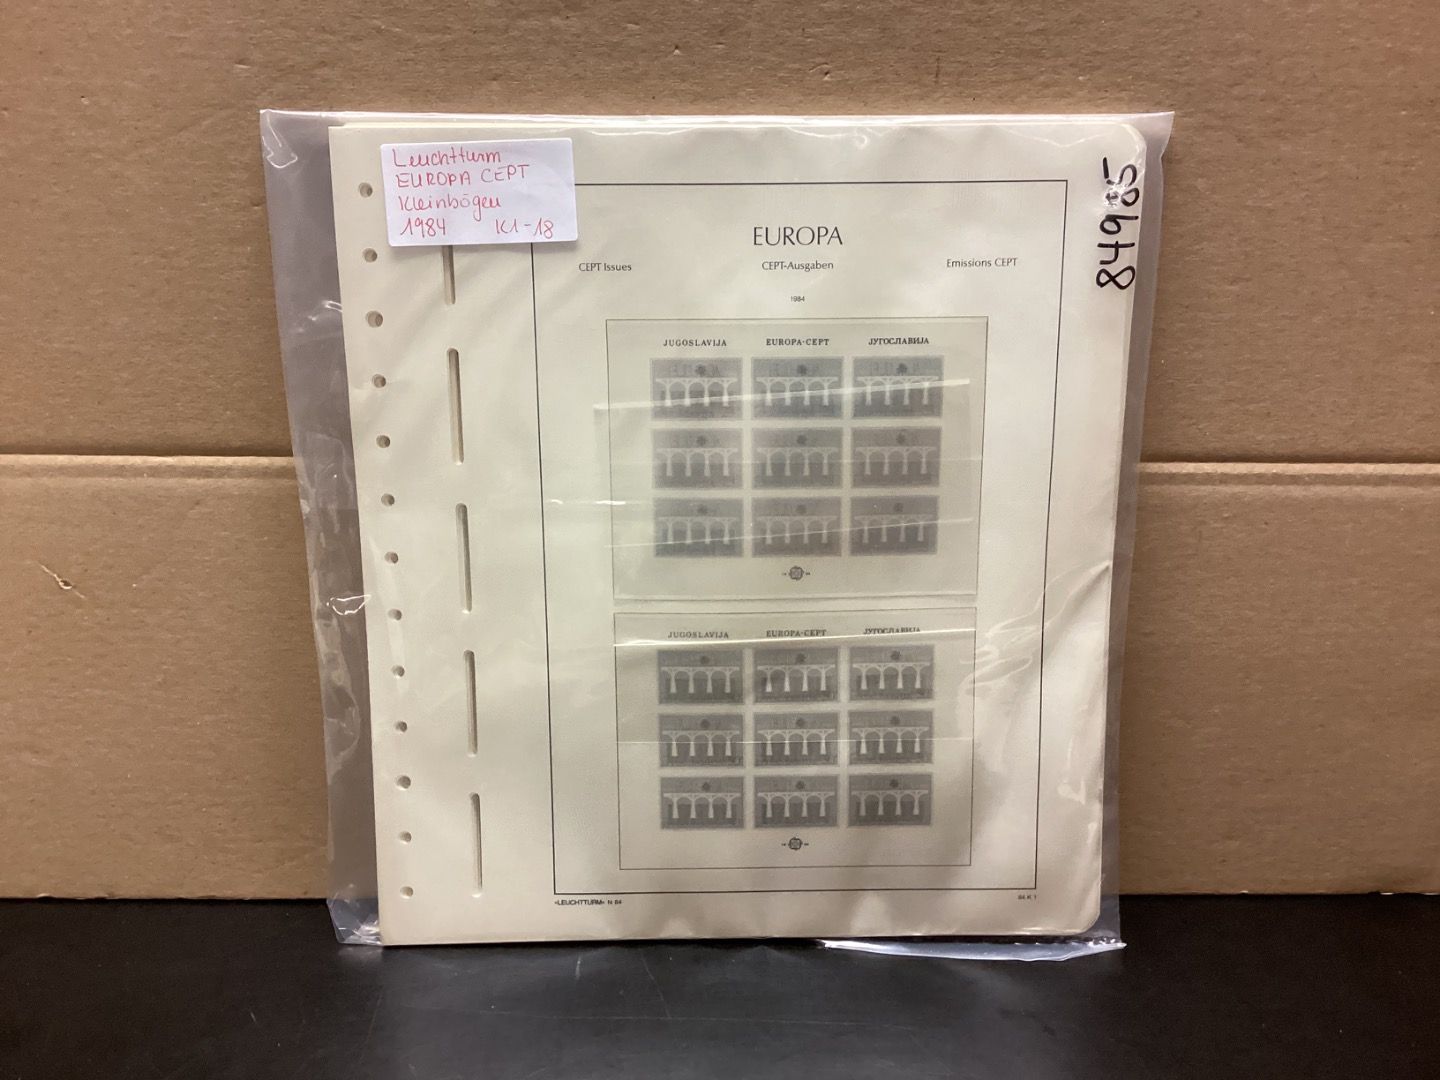 Leuchtturm
EUROPA CEPT
Kleinbögen
1984 K1-18
84985
EUROPA
CEPT Issues CEPT-Ausgaben Emissions CEPT
1984
JUGOSLAVIJA EUROPA·CEPT ЈУГОСЛАВИЈА
JUGOSLAVIJA EUROPA·CEPT ЈУГОСЛАВИЈА
»LEUCHTTURM« N 84 84 K 1